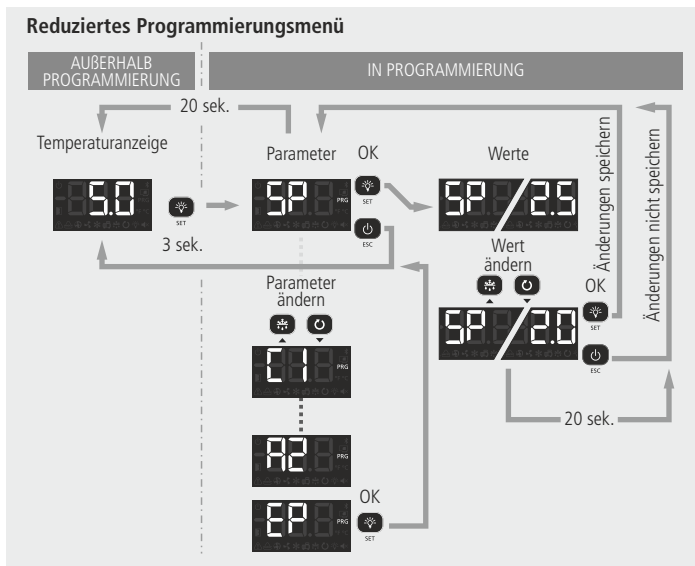 Reduziertes Programmierungsmenü
AUßERHALB
PROGRAMMIERUNG
IN PROGRAMMIERUNG
20 sek.
Temperaturanzeige
Parameter
OK
Werte
5.0
SET
SP
PRG
SET
SP / 2.5
3 sek.
ESC
Wert
ändern
OK
Änderungen speichern
Änderungen nicht speichern
Parameter
ändern
SP / 2.0
SET
ESC
C1
PRG
20 sek.
A2
PRG
EP
PRG
OK
SET